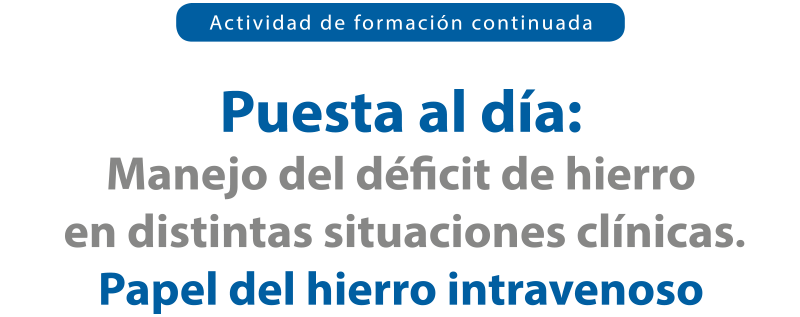 Actividad de formación continuada
Puesta al día:
Manejo del déficit de hierro
en distintas situaciones clínicas.
Papel del hierro intravenoso